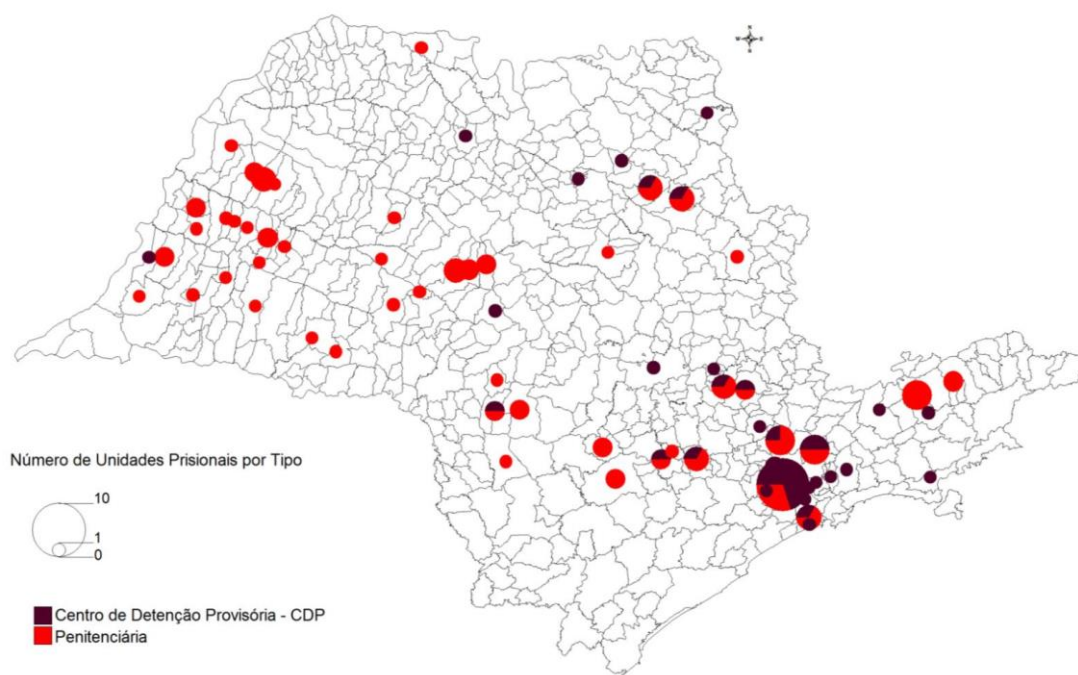 Número de Unidades Prisionais por Tipo
10
1
0
Centro de Detenção Provisória - CDP
Penitenciária